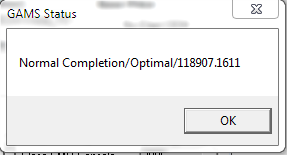 GAMS Status
Normal Completion/Optimal/118907.1611
OK